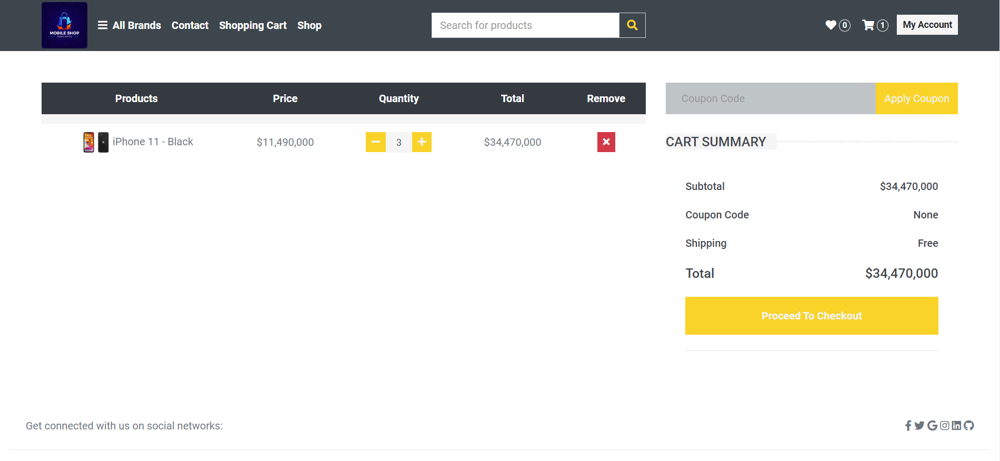 MOBILE SHOP
STORE & SERVICE
All Brands Contact Shopping Cart Shop
Search for products
0 1 My Account
Products Price Quantity Total Remove
iPhone 11 - Black $11,490,000 3 $34,470,000
Coupon Code Apply Coupon
CART SUMMARY
Subtotal $34,470,000
Coupon Code None
Shipping Free
Total $34,470,000
Proceed To Checkout
Get connected with us on social networks: